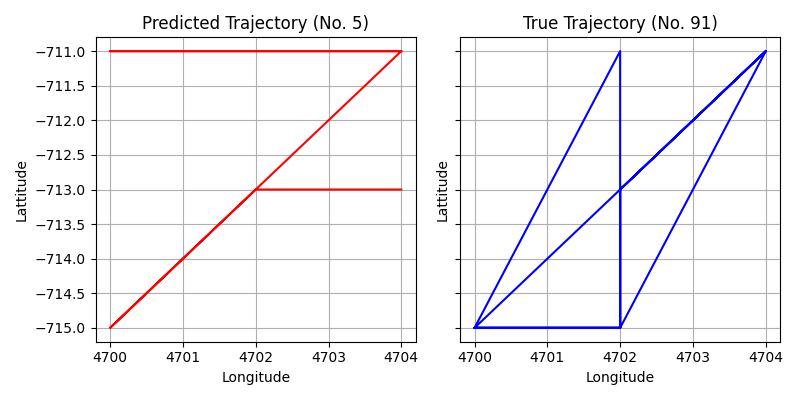 Predicted Trajectory (No. 5)
Lattitude
−711.0
−711.5
−712.0
−712.5
−713.0
−713.5
−714.0
−714.5
−715.0
4700 4701 4702 4703 4704
Longitude
True Trajectory (No. 91)
Lattitude
4700 4701 4702 4703 4704
Longitude